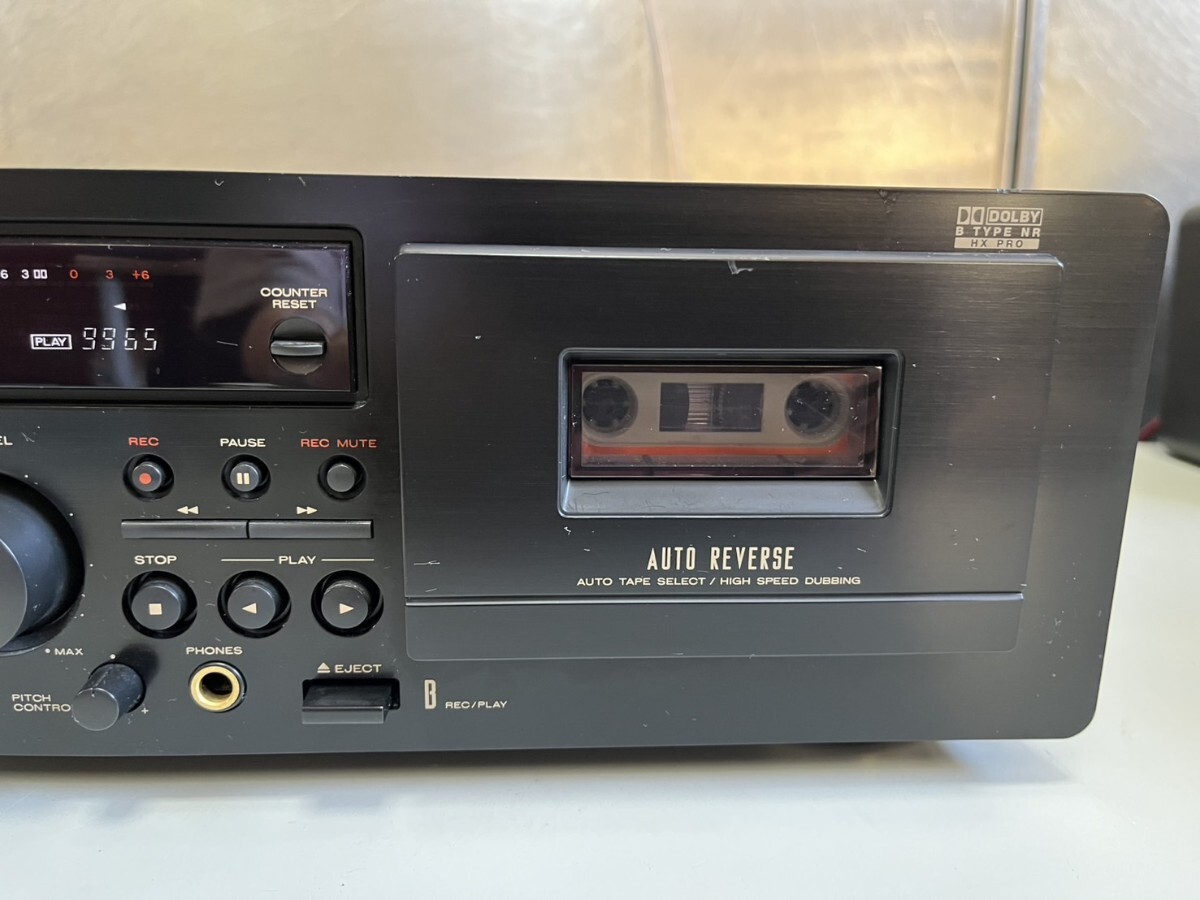 DOLBY
B TYPE NR
HX PRO
6 3 0 3 +6
PLAY 9965
COUNTER
RESET
REC PAUSE REC MUTE
STOP PLAY
AUTO REVERSE
AUTO TAPE SELECT / HIGH SPEED DUBBING
MAX
PHONES
EJECT
PITCH
CONTRO
+
B REC/PLAY